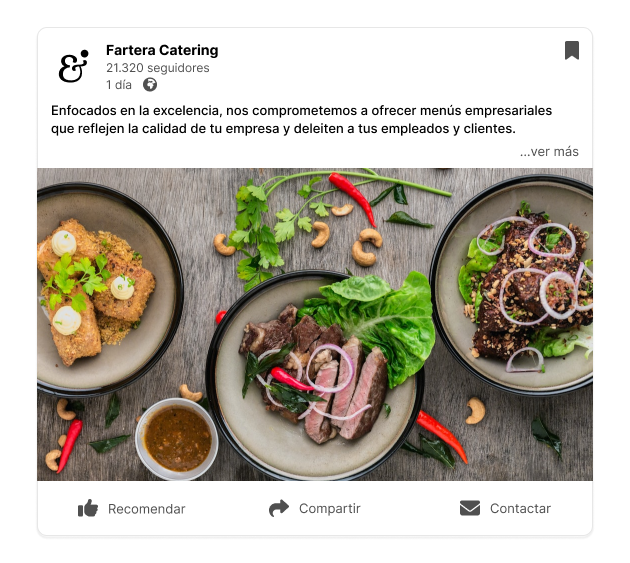 &
Fartera Catering
21.320 seguidores
1 día
Enfocados en la excelencia, nos comprometemos a ofrecer menús empresariales
que reflejen la calidad de tu empresa y deleiten a tus empleados y clientes.
...ver más
Recomendar
Compartir
Contactar